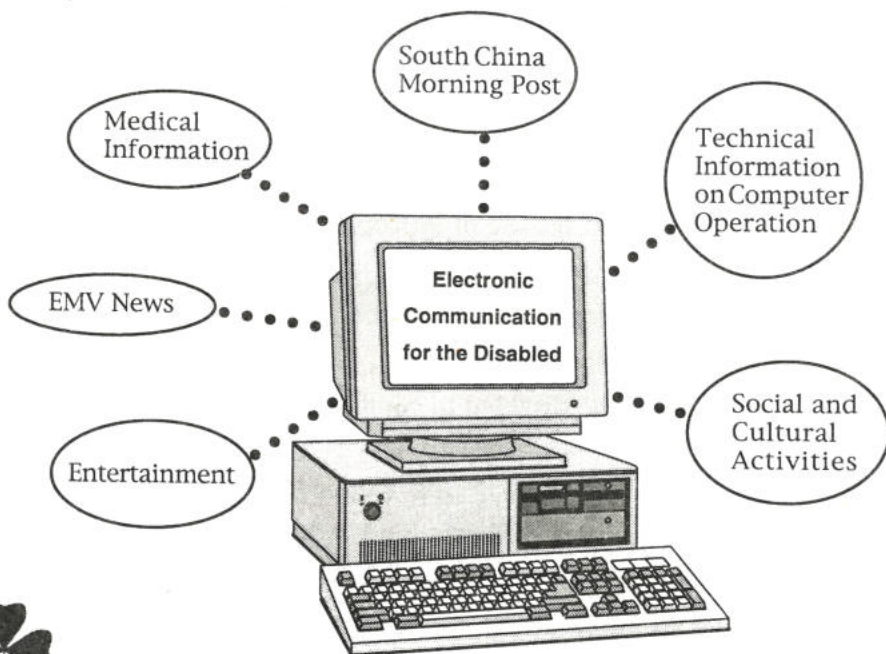 South China
Morning Post
Medical
Information
Technical
Information
on Computer
Operation
EMV News
Electronic
Communication
for the Disabled
Social and
Cultural
Activities
Entertainment